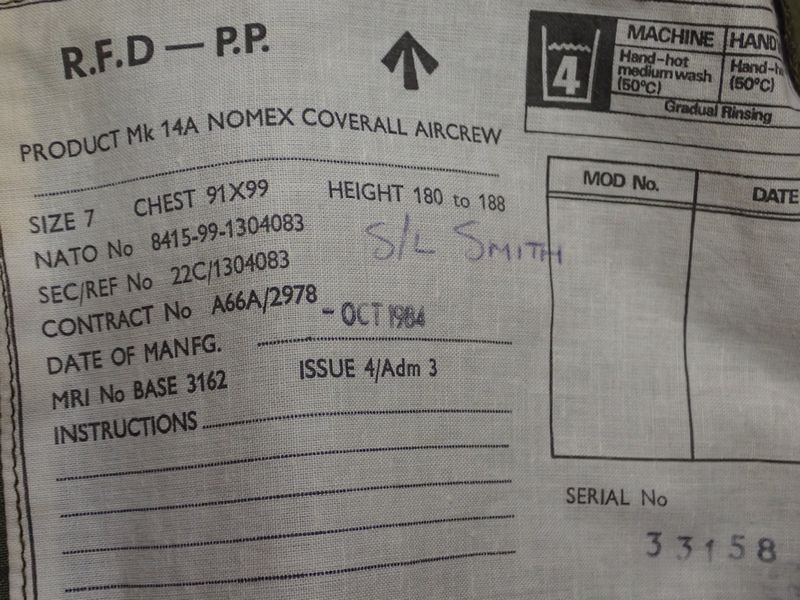 R.F.D — P.P.
PRODUCT Mk 14A NOMEX COVERALL AIRCREW
SIZE 7 CHEST 91X99 HEIGHT 180 to 188
NATO No 8415-99-1304083
S/L SMITH
SEC/REF No 22C/1304083
CONTRACT No A66A/2978
DATE OF MANFG. - OCT 1984
MRI No BASE 3162 ISSUE 4/Adm 3
INSTRUCTIONS
4
MACHINE HAND
Hand-hot
medium wash
(50°C)
Hand-h
(50°C)
Gradual Rinsing
MOD No. DATE
SERIAL No
33158